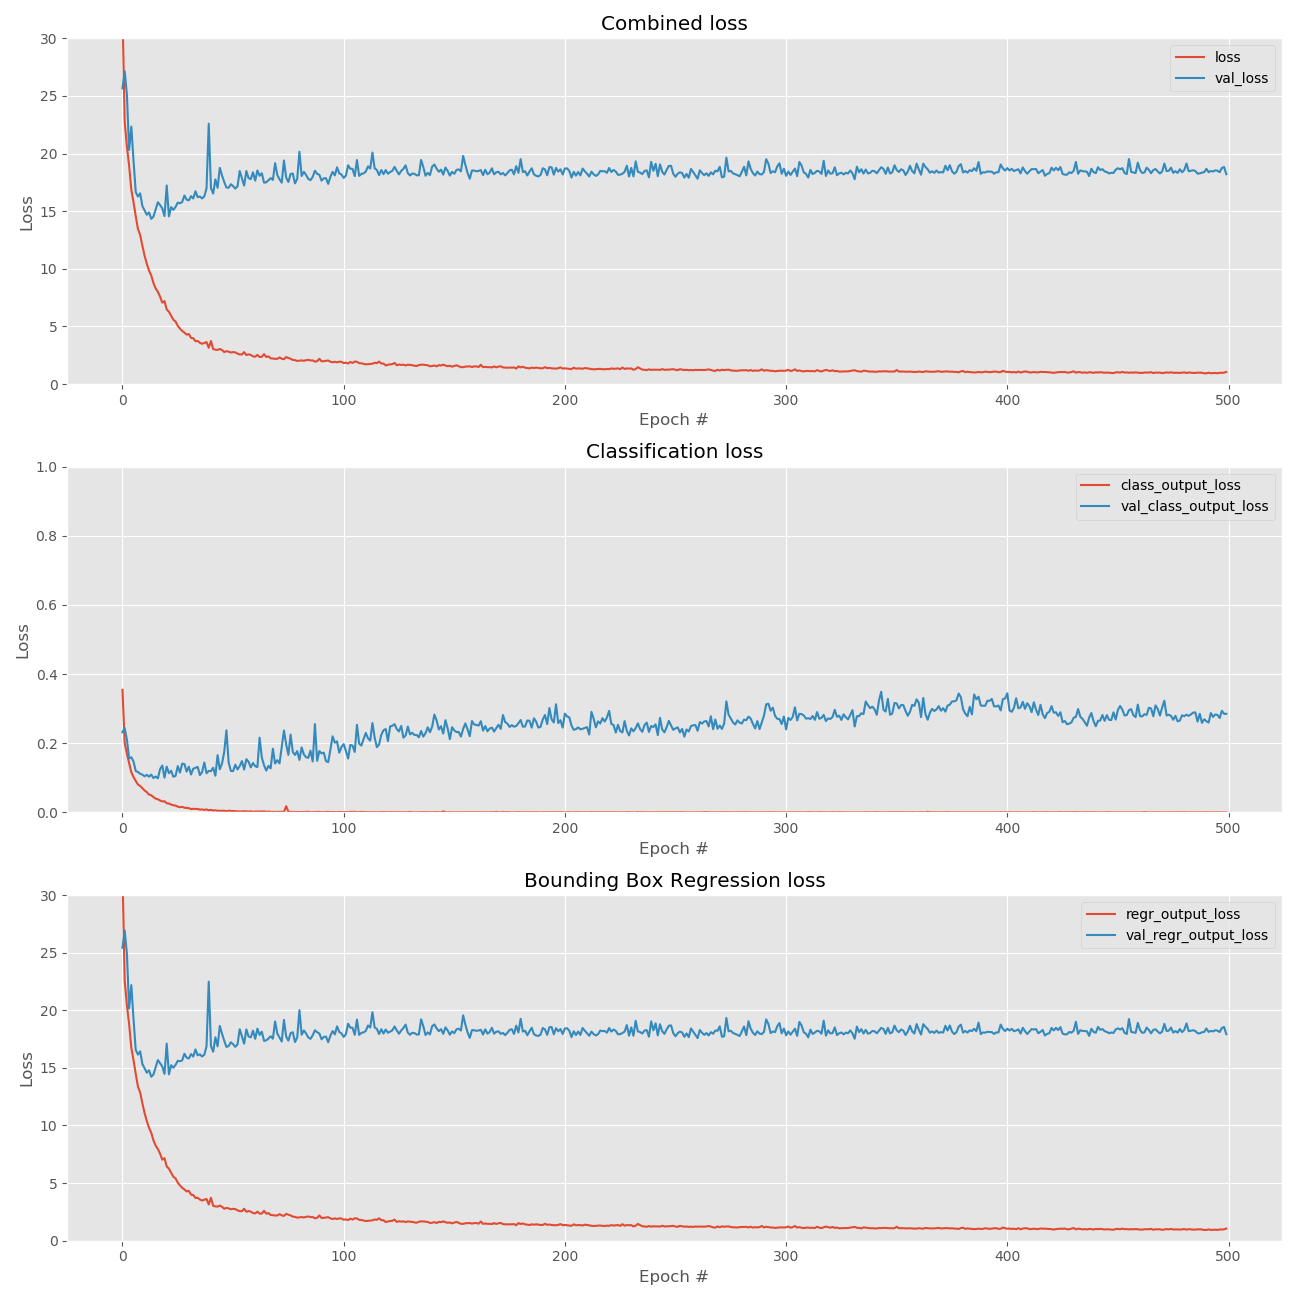 Combined loss
30
25
20
15
10
5
0
Loss
loss
val_loss
0 100 200 300 400 500
Epoch #
Classification loss
1.0
0.8
0.6
0.4
0.2
0.0
Loss
class_output_loss
val_class_output_loss
0 100 200 300 400 500
Epoch #
Bounding Box Regression loss
30
25
20
15
10
5
0
Loss
regr_output_loss
val_regr_output_loss
0 100 200 300 400 500
Epoch #